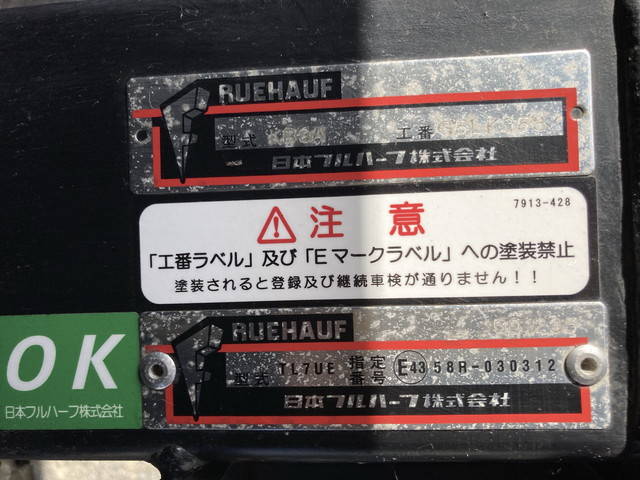 RUEHAUF
型式
工番
日本フルハーフ株式会社
7913-428
注意
「工番ラベル」及び「Eマークラベル」への塗装禁止
塗装されると登録及び継続車検が通りません！！
OK
日本フルハーフ株式会社
RUEHAUF
型式 TL7UE 指定番号 E43 58R-030312
日本フルハーフ株式会社